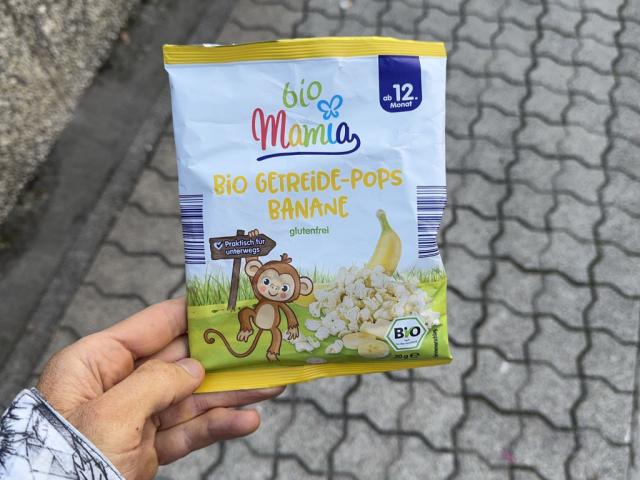 bio
Mamia
ab 12.
Monat
BIO GETREIDE-POPS
BANANE
glutenfrei
Praktisch für
unterwegs
BIO
20 g e